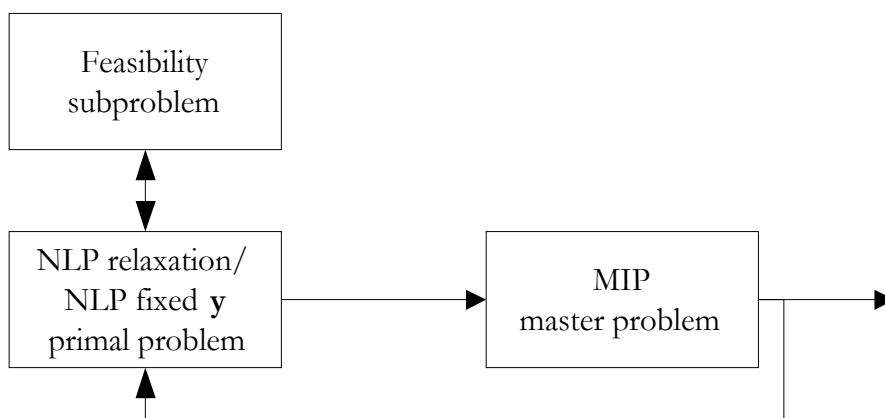 Feasibility
subproblem
NLP relaxation/
NLP fixed y
primal problem
MIP
master problem